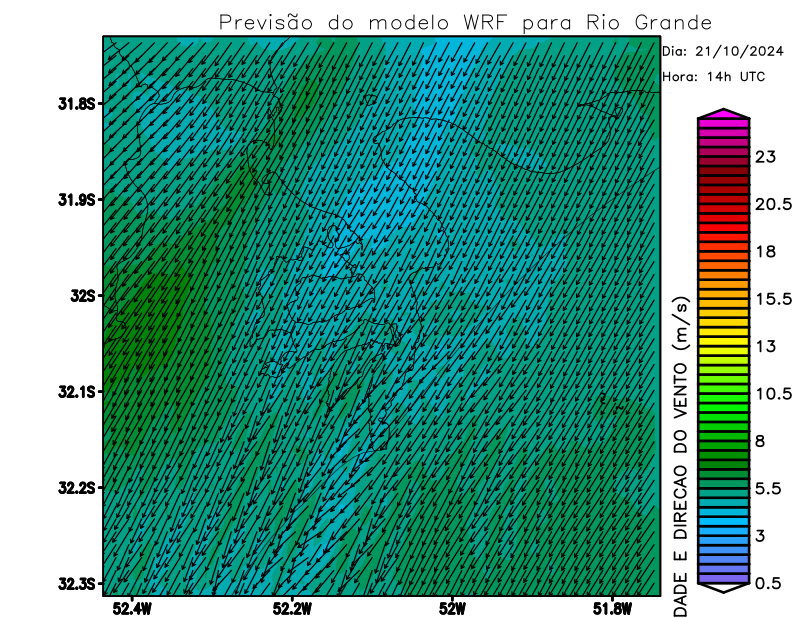 Previsão do modelo WRF para Rio Grande
Dia: 21/10/2024
Hora: 14h UTC
31.8S
31.9S
32S
32.1S
32.2S
32.3S
52.4W
52.2W
52W
51.8W
23
20.5
18
15.5
13
10.5
8
5.5
3
0.5
DADE E DIRECAO DO VENTO (m/s)